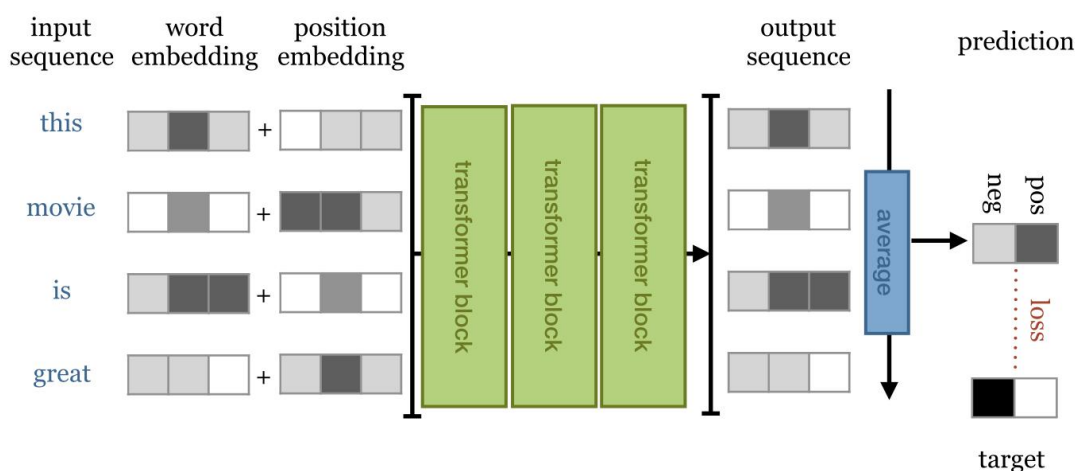 input
sequence
word
embedding
position
embedding
output
sequence
prediction
this
+
movie
+
is
+
great
+
transformer block
transformer block
transformer block
average
neg
pos
loss
target